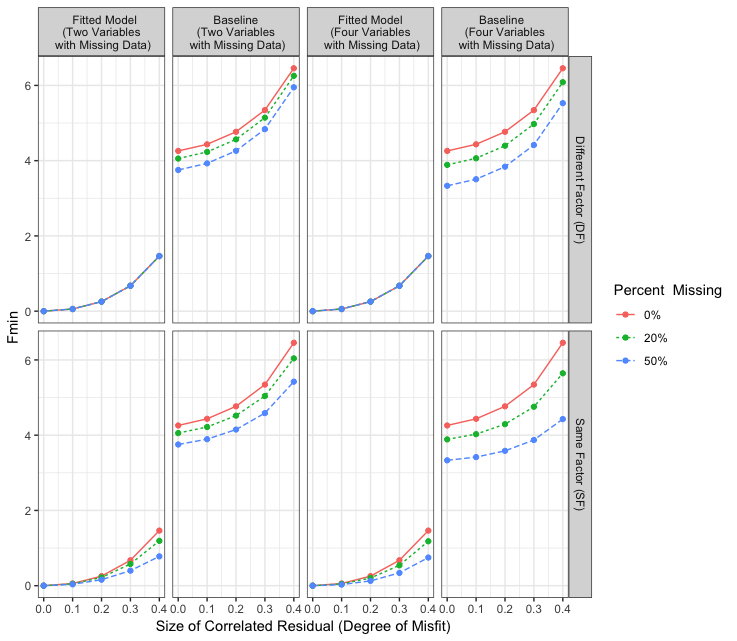 Fitted Model
(Two Variables
with Missing Data)
Baseline
(Two Variables
with Missing Data)
Fitted Model
(Four Variables
with Missing Data)
Baseline
(Four Variables
with Missing Data)
6
4
2
0
Different Factor (DF)
6
4
2
0
Same Factor (SF)
Fmin
0.0 0.1 0.2 0.3 0.4
0.0 0.1 0.2 0.3 0.4
0.0 0.1 0.2 0.3 0.4
0.0 0.1 0.2 0.3 0.4
Size of Correlated Residual (Degree of Misfit)
Percent Missing
0%
20%
50%